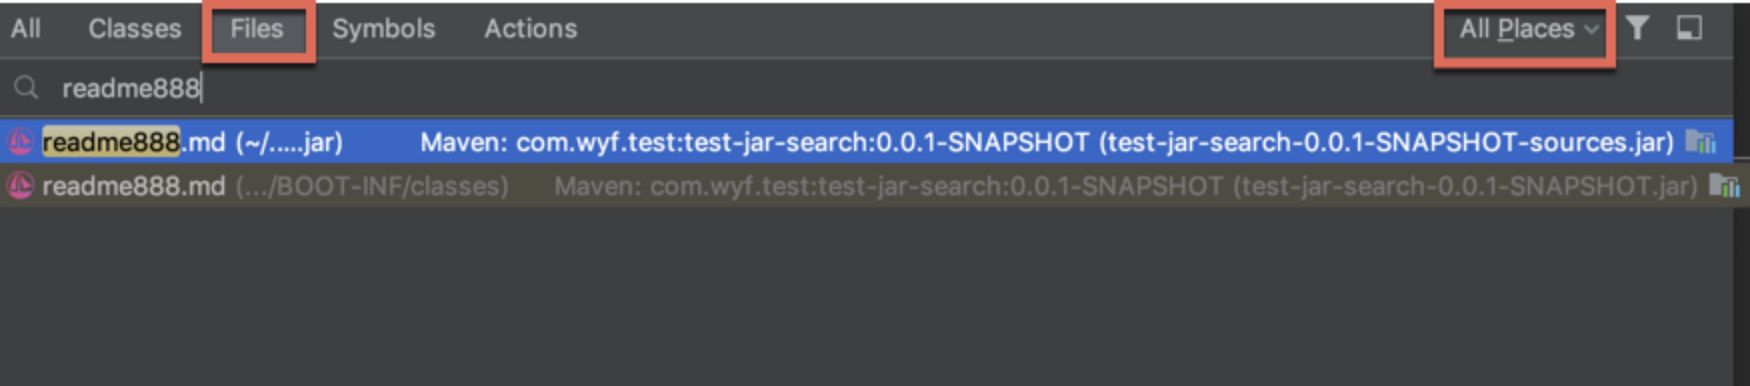 All Classes Files Symbols Actions All Places
readme888
readme888.md (~/.....jar) Maven: com.wyf.test:test-jar-search:0.0.1-SNAPSHOT (test-jar-search-0.0.1-SNAPSHOT-sources.jar)
readme888.md (.../BOOT-INF/classes) Maven: com.wyf.test:test-jar-search:0.0.1-SNAPSHOT (test-jar-search-0.0.1-SNAPSHOT.jar)